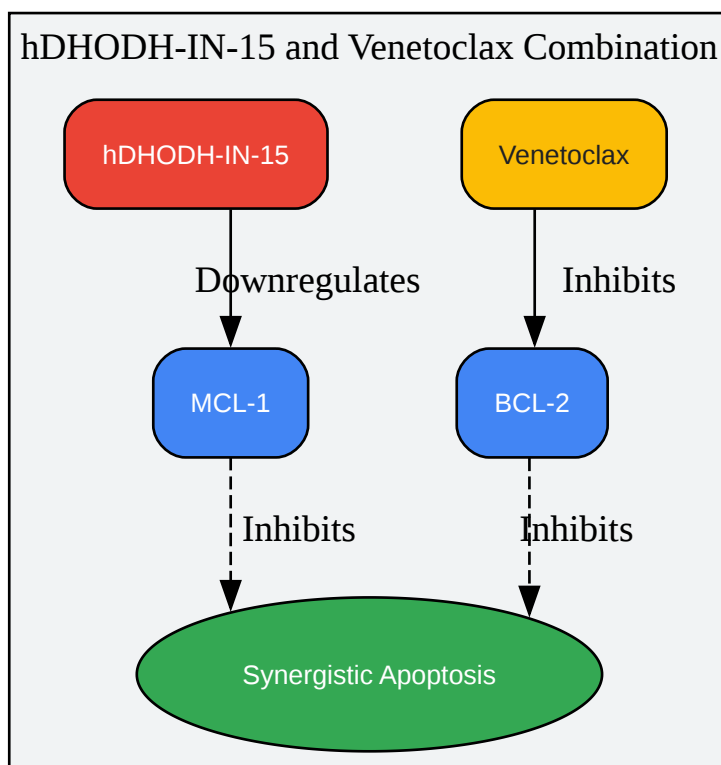 hDHODH-IN-15 and Venetoclax Combination
hDHODH-IN-15
Venetoclax
Downregulates
Inhibits
MCL-1
BCL-2
Inhibits
Inhibits
Synergistic Apoptosis